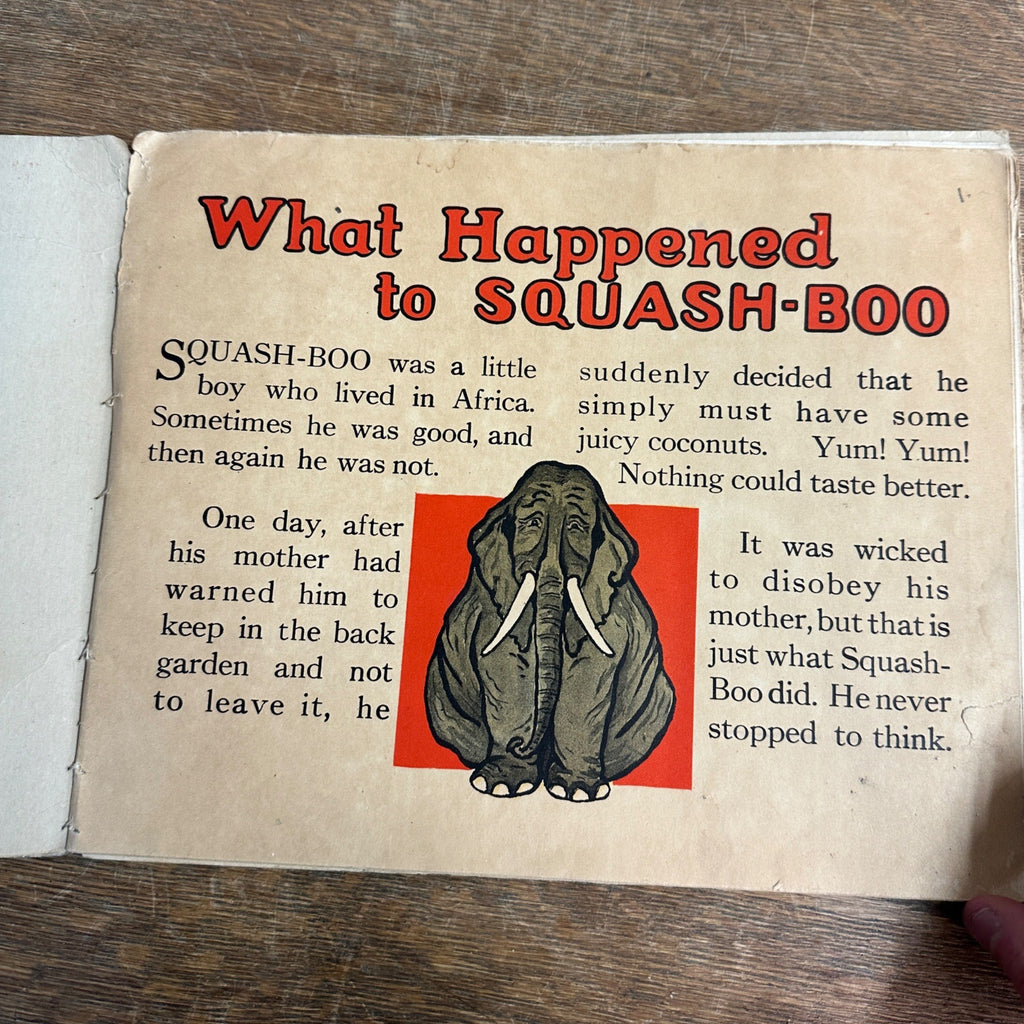 What Happened
to SQUASH-BOO
SQUASH-BOO was a little
boy who lived in Africa.
Sometimes he was good, and
then again he was not.
One day, after
his mother had
warned him to
keep in the back
garden and not
to leave it, he
suddenly decided that he
simply must have some
juicy coconuts. Yum! Yum!
Nothing could taste better.
It was wicked
to disobey his
mother, but that is
just what Squash-
Boo did. He never
stopped to think.